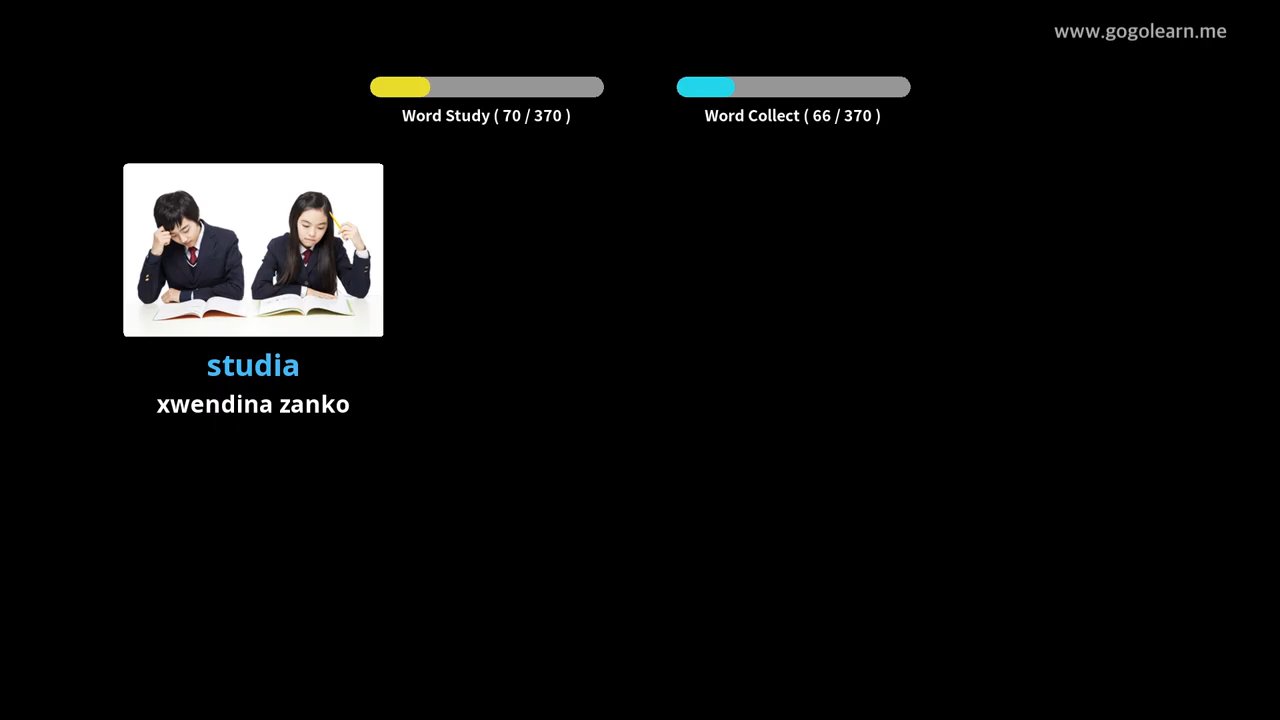 www.gogolearn.me
Word Study ( 70 / 370 )
Word Collect ( 66 / 370 )
studia
xwendina zanko